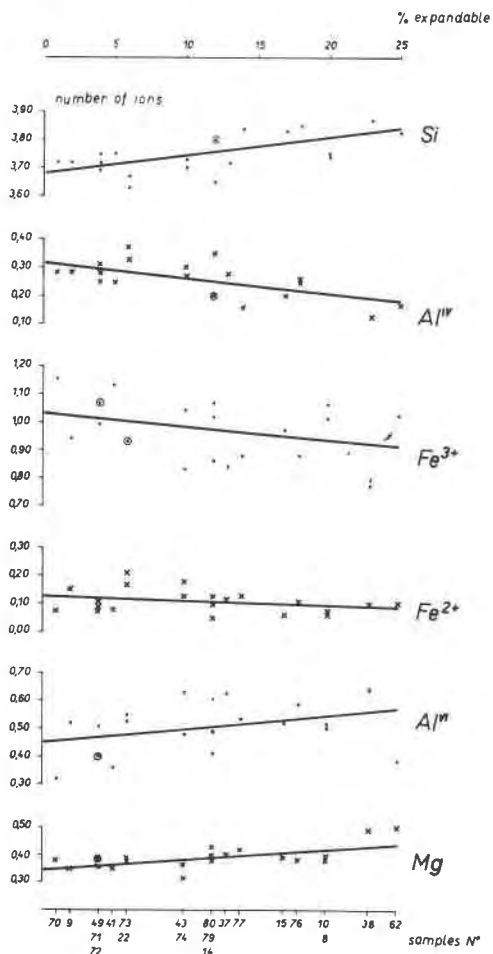 % expandable
0 5 10 15 20 25
number of ions
3,90
3,80
3,70
3,60
Si
0,40
0,30
0,20
0,10
Al^IV
1,20
1,10
1,00
0,90
0,80
0,70
Fe^3+
0,30
0,20
0,10
0,00
Fe^2+
0,70
0,60
0,50
0,40
0,30
Al^VI
0,50
0,40
0,30
Mg
70 9 49 41 73 43 80 37 77 15 76 10 38 62
71 22 74 79 8 samples N°
72 14